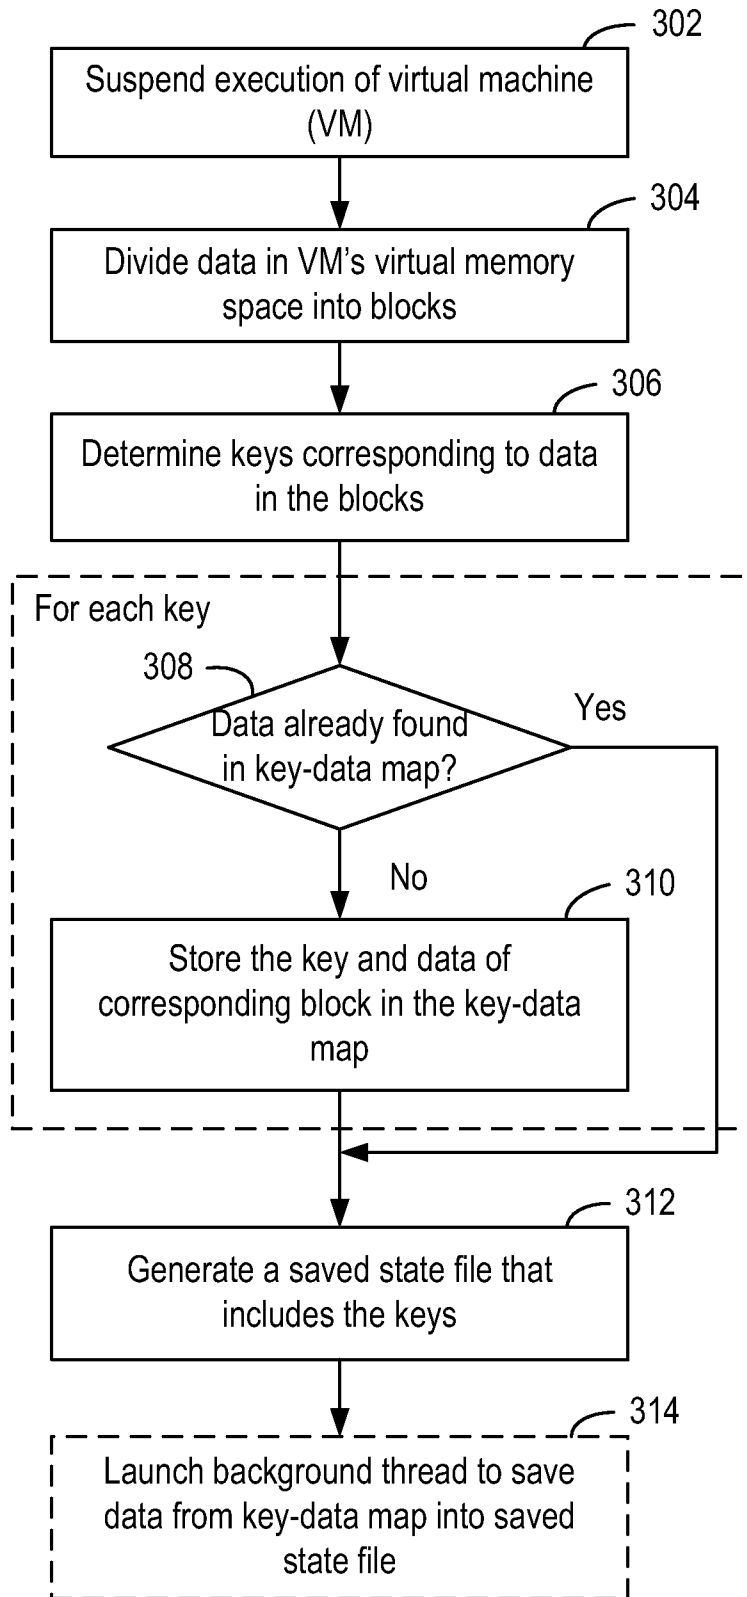 302
Suspend execution of virtual machine
(VM)
304
Divide data in VM's virtual memory
space into blocks
306
Determine keys corresponding to data
in the blocks
For each key
308
Data already found
in key-data map?
Yes
No
310
Store the key and data of
corresponding block in the key-data
map
312
Generate a saved state file that
includes the keys
314
Launch background thread to save
data from key-data map into saved
state file